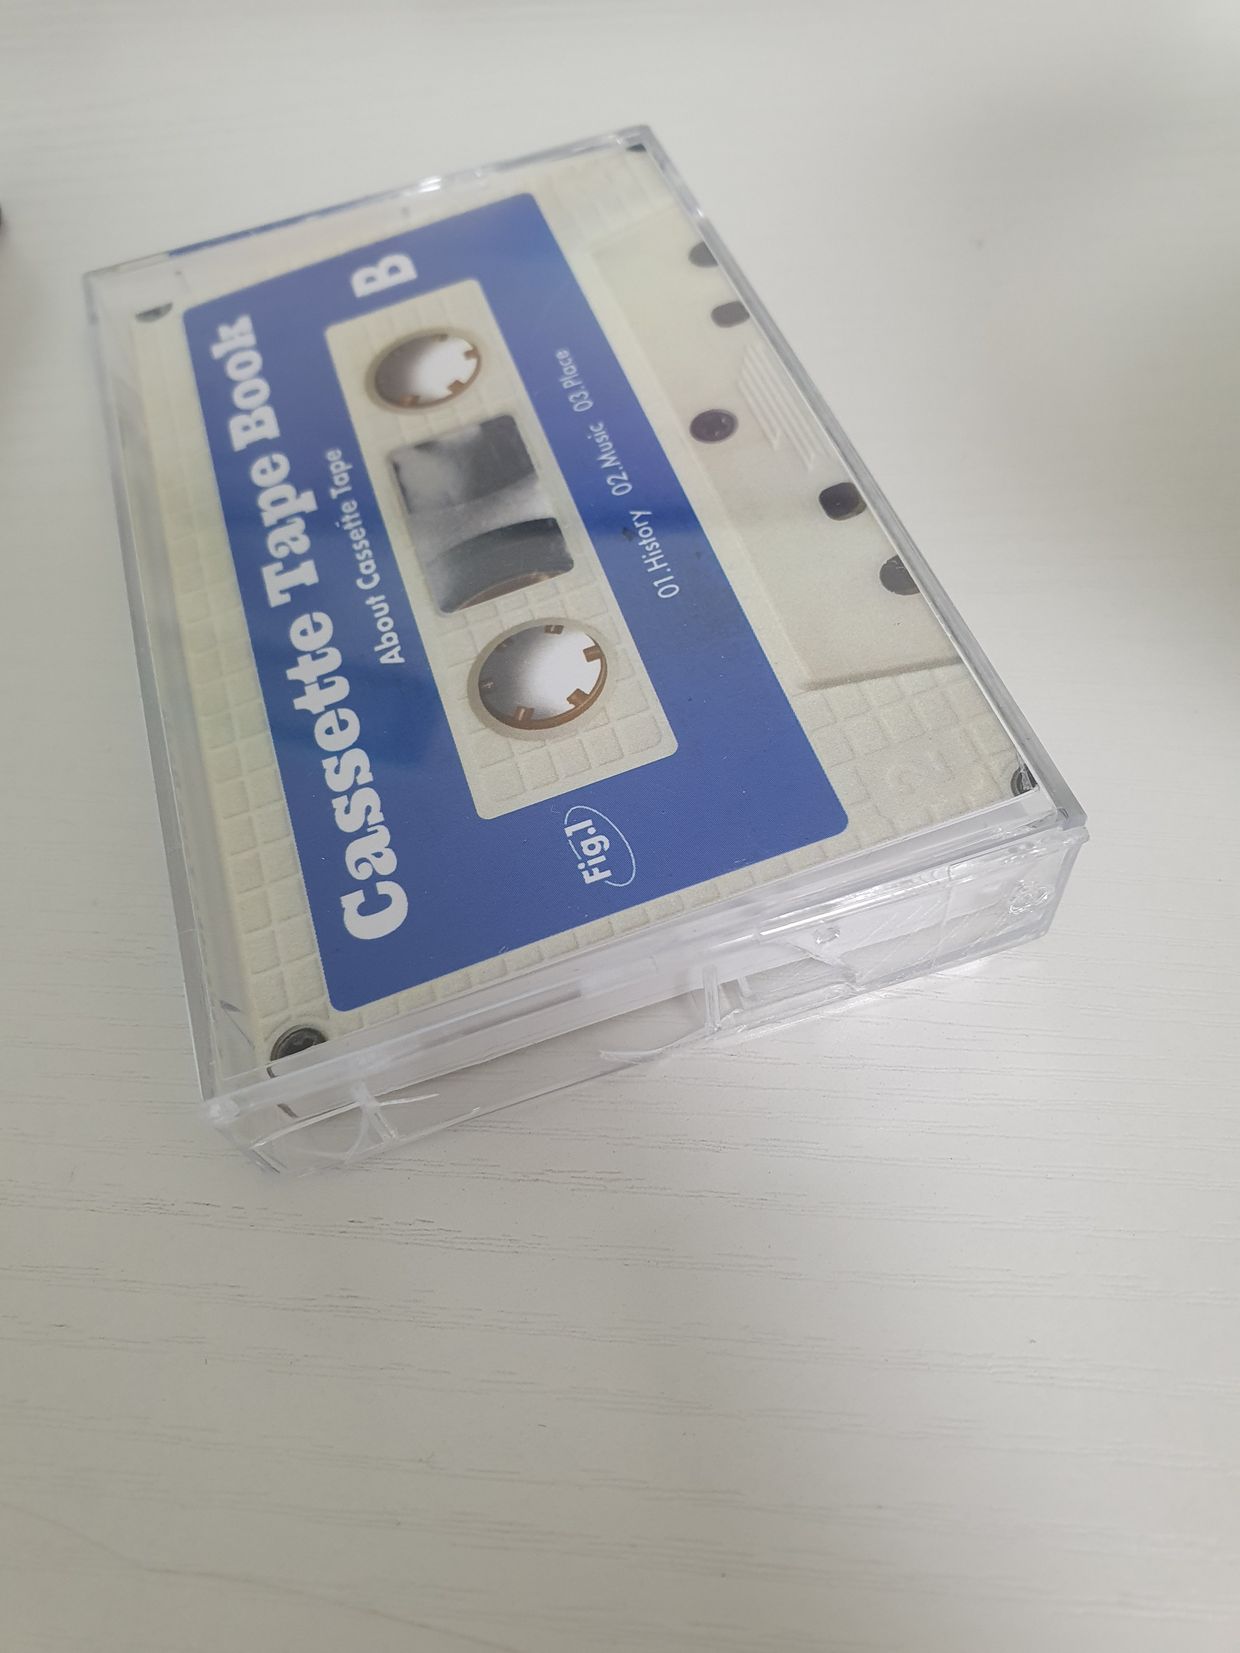 Cassette Tape Book
About Cassette Tape
B
Fig.1
01.History 02.Music 03.Place